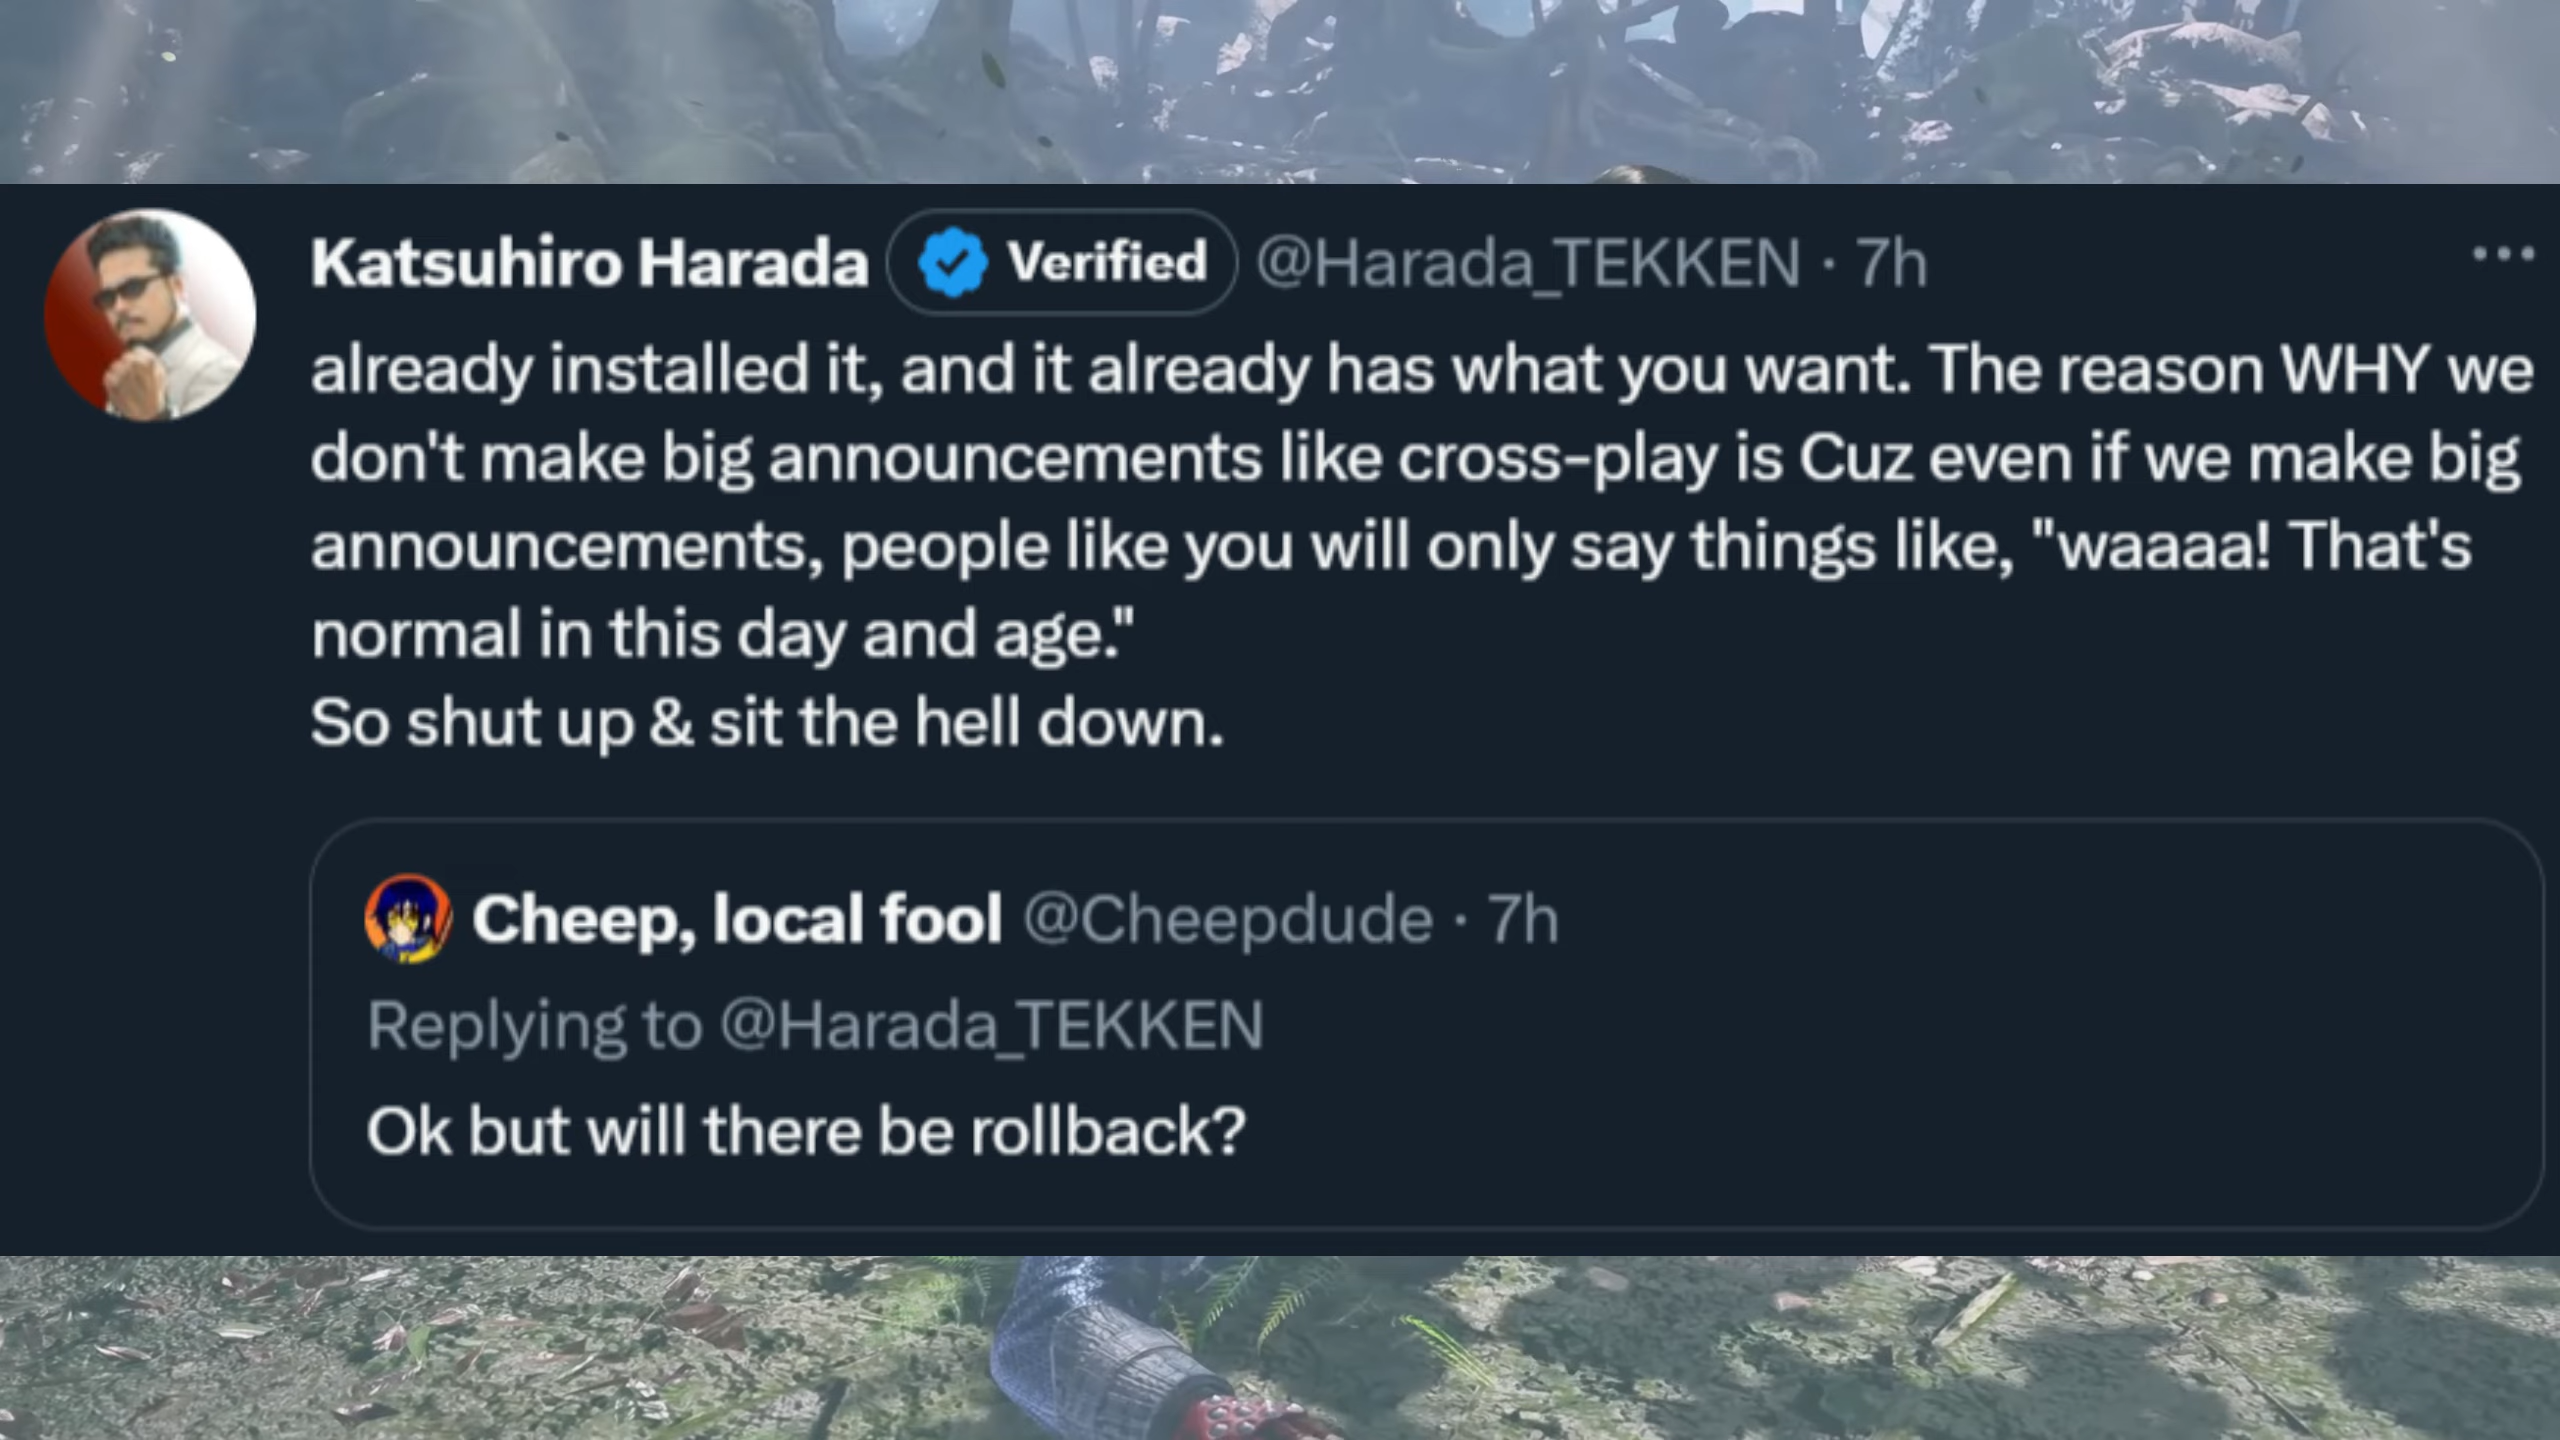 Katsuhiro Harada Verified @Harada_TEKKEN · 7h
already installed it, and it already has what you want. The reason WHY we
don't make big announcements like cross-play is Cuz even if we make big
announcements, people like you will only say things like, "waaaa! That's
normal in this day and age."
So shut up & sit the hell down.
Cheep, local fool @Cheepdude · 7h
Replying to @Harada_TEKKEN
Ok but will there be rollback?